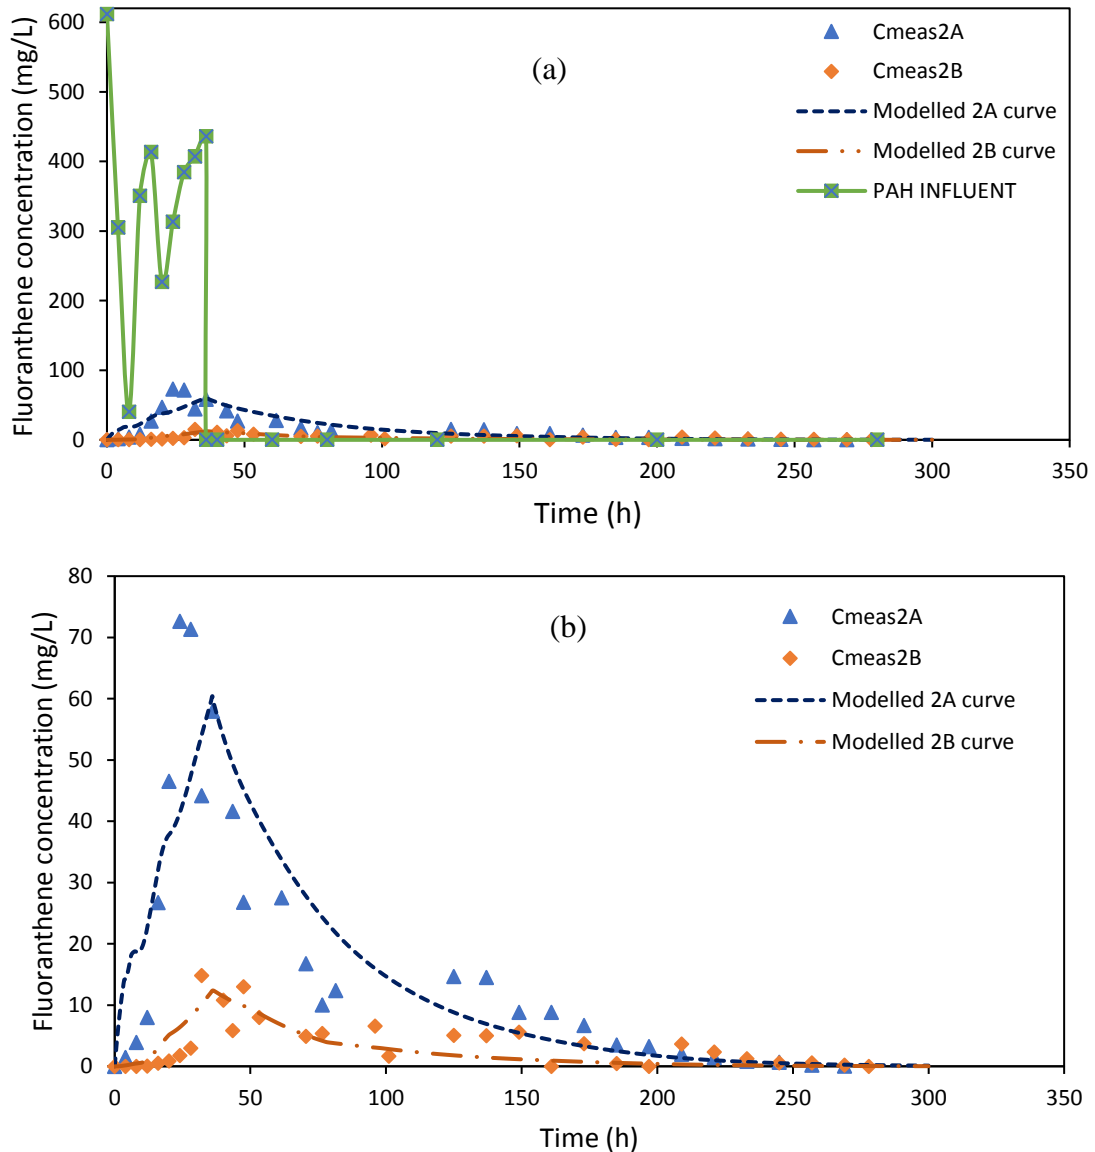 Fluoranthene concentration (mg/L)
600
500
400
300
200
100
0
(a)
Cmeas2A
Cmeas2B
Modelled 2A curve
Modelled 2B curve
PAH INFLUENT
0 50 100 150 200 250 300 350
Time (h)
Fluoranthene concentration (mg/L)
80
70
60
50
40
30
20
10
0
(b)
Cmeas2A
Cmeas2B
Modelled 2A curve
Modelled 2B curve
0 50 100 150 200 250 300 350
Time (h)